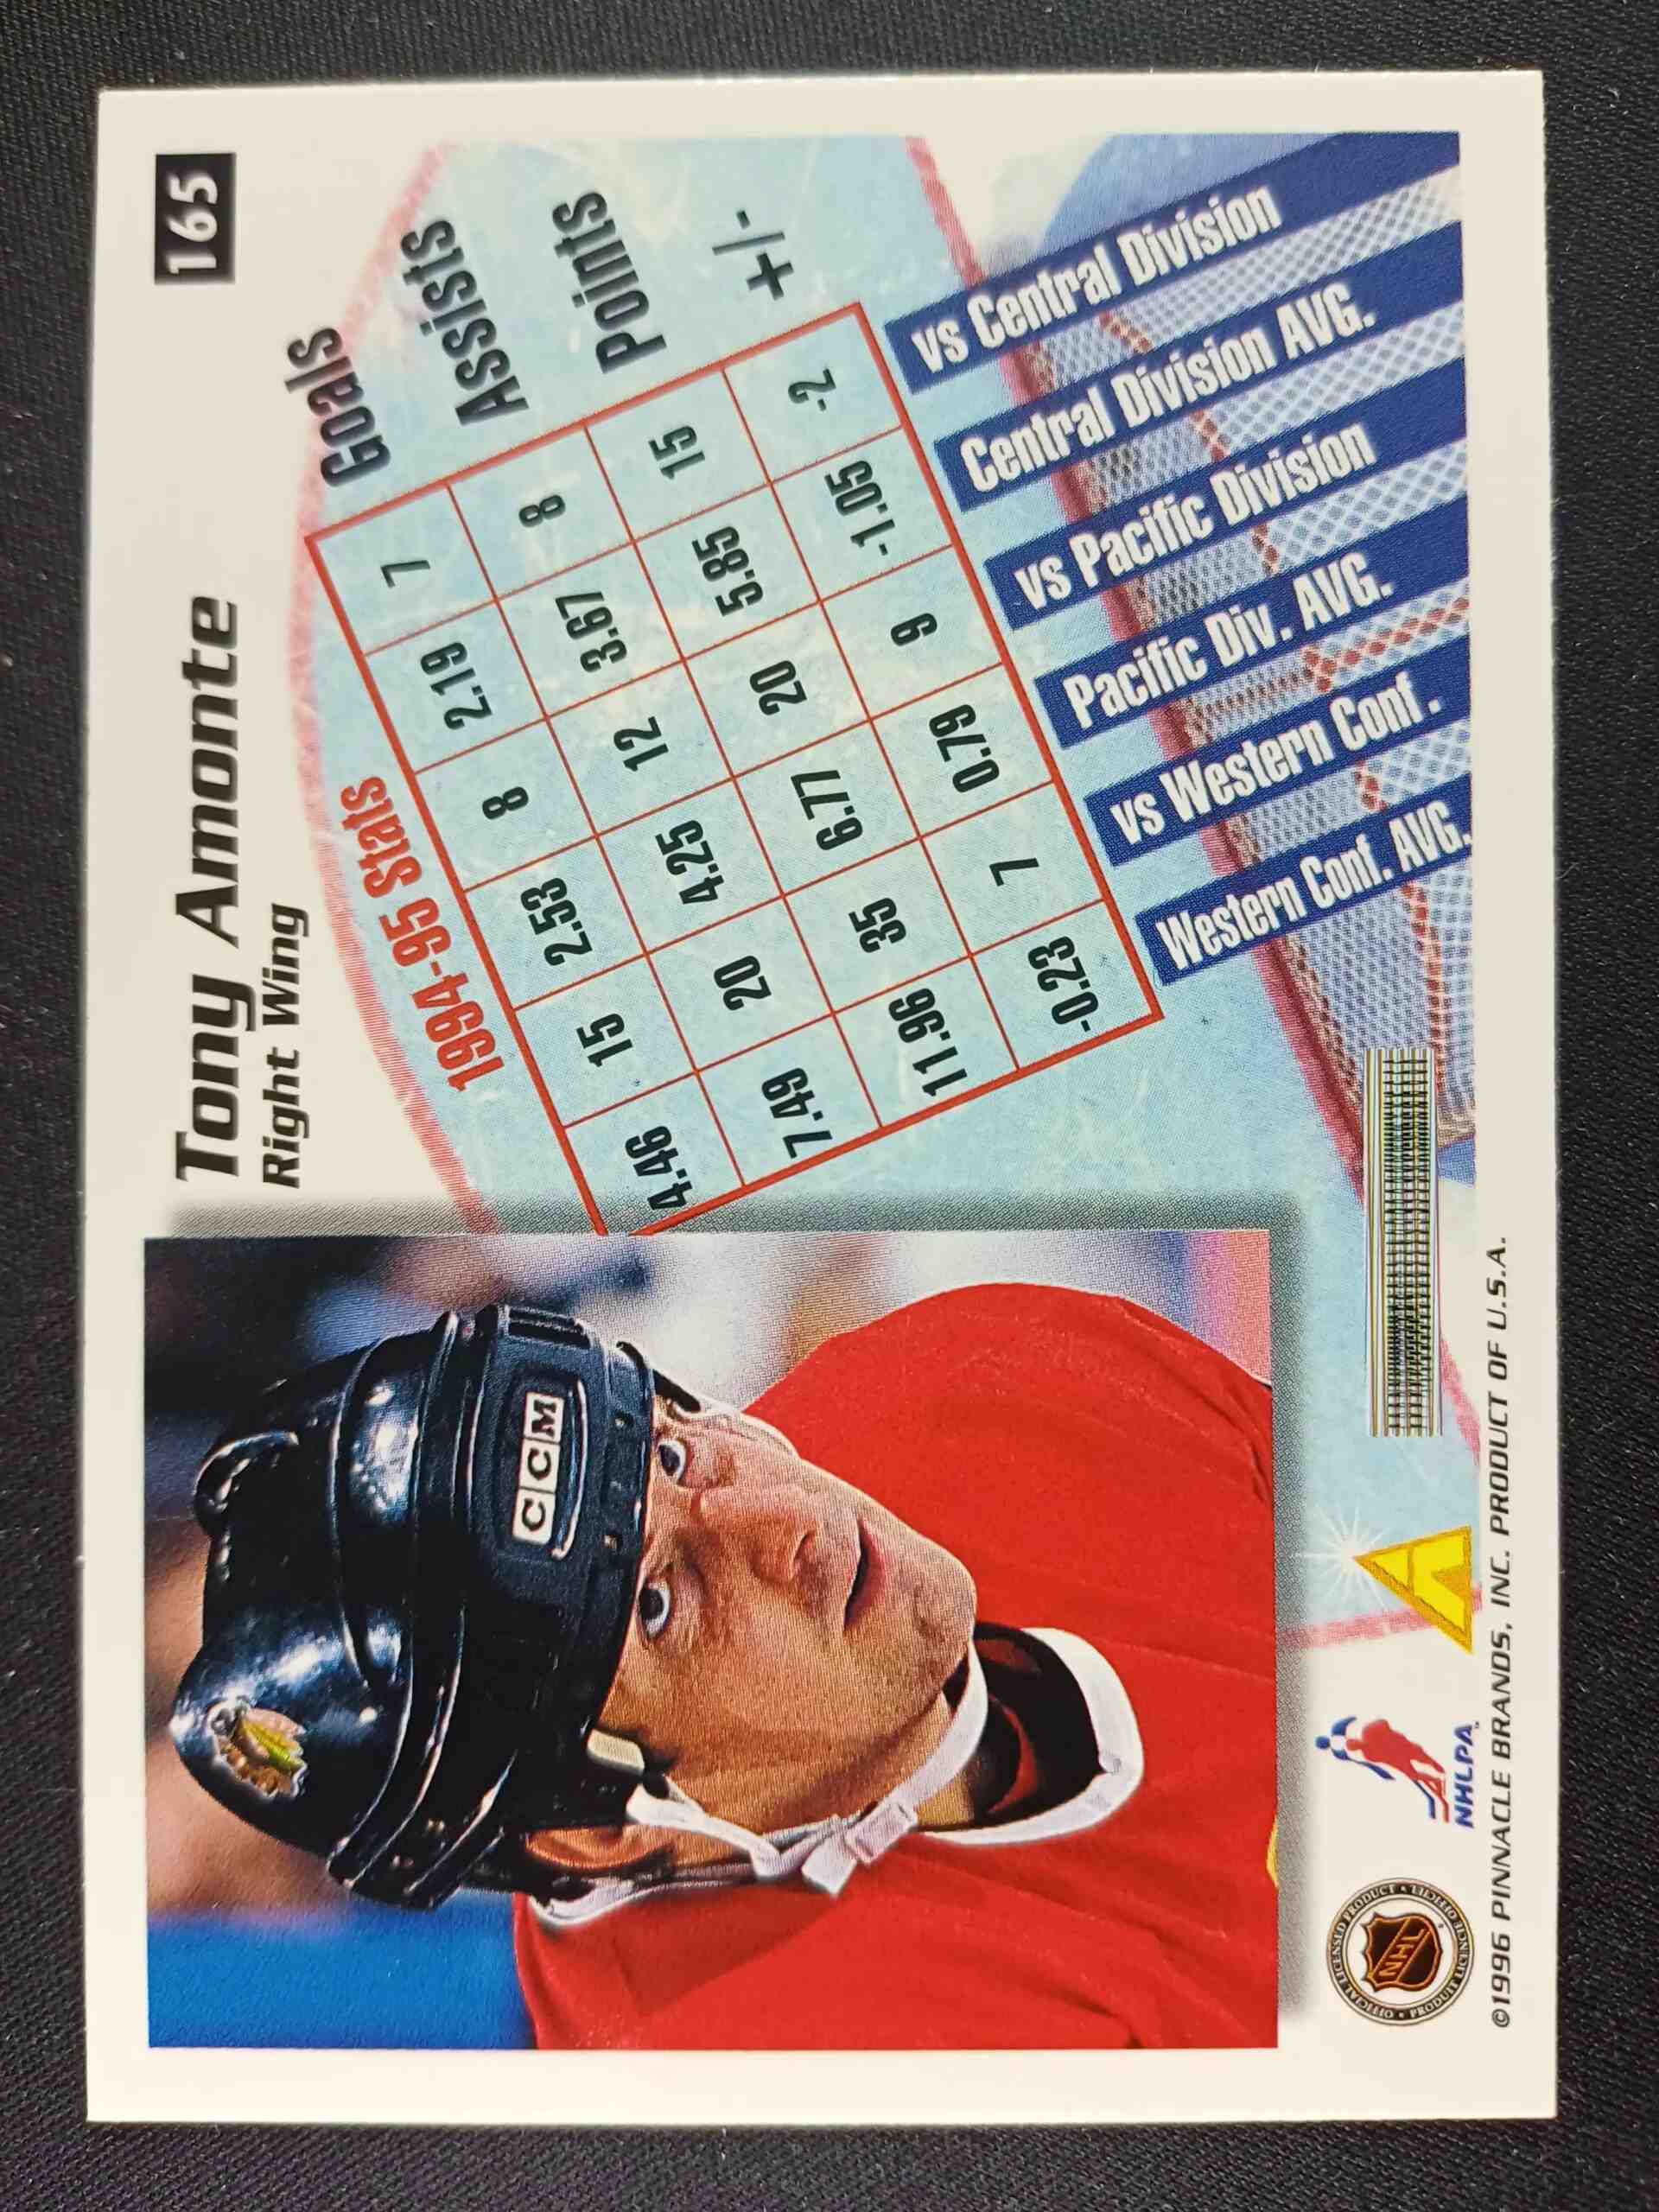 Tony Amonte
165
Right Wing
1994-95 Stats
4.46 15 2.53 8 2.19 7 Goals
7.49 20 4.25 12 3.67 8 Assists
11.96 35 6.77 20 5.85 15 Points
-0.23 7 0.79 9 -1.05 -2 +/-
Western Conf. AVG.
vs Western Conf.
Pacific Div. AVG.
vs Pacific Division
Central Division AVG.
vs Central Division
CCM
NHL
NHLPA
©1996 PINNACLE BRANDS, INC. PRODUCT OF U.S.A.